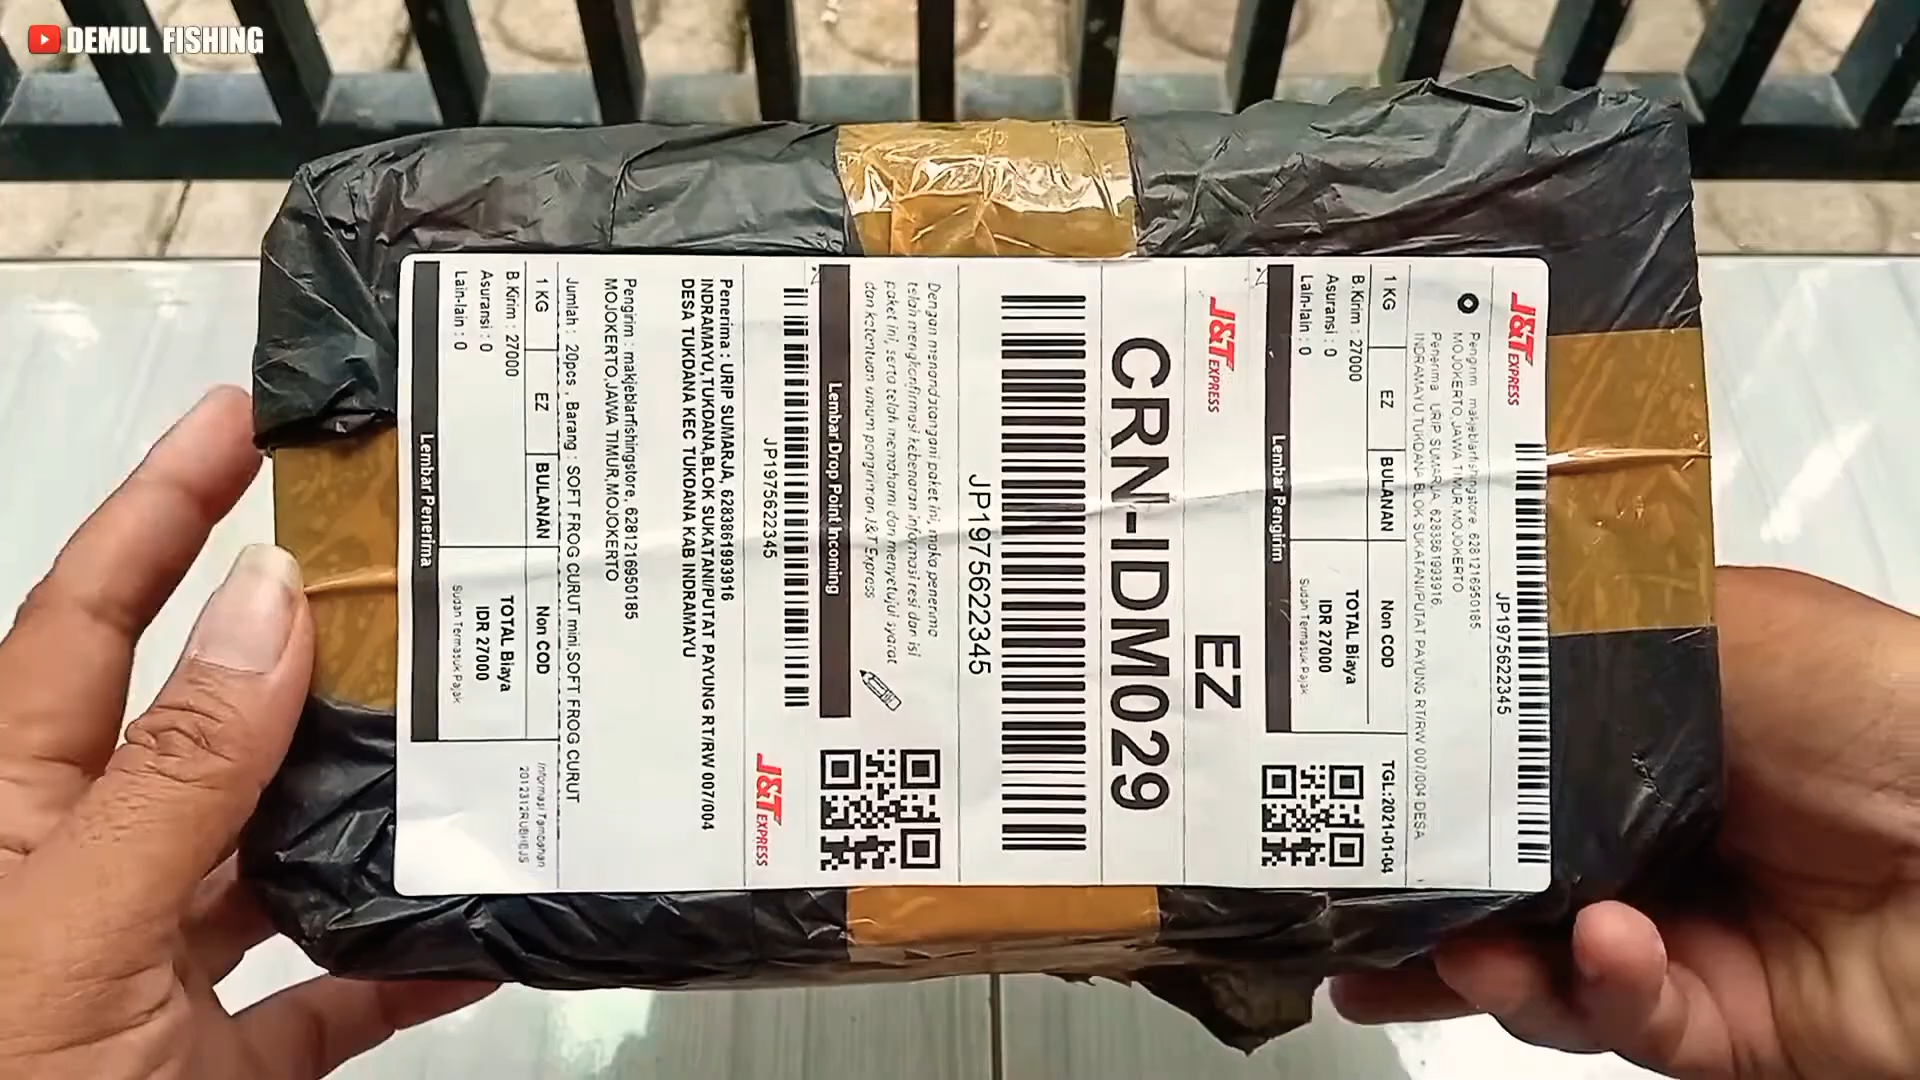 DEMUL FISHING
J&T EXPRESS
JP1975622345
Pengirim : makjeblarfishingstore, 6281216950185
MOJOKERTO,JAWA TIMUR,MOJOKERTO
Penerima : URIP SUMARJA, 6283861993916,
INDRAMAYU,TUKDANA,BLOK SUKATANI/PUTAT PAYUNG RT/RW 007/004 DESA
1 KG
EZ
BULANAN
Non COD
TGL:2021-01-04
B.Kirim : 27000
Asuransi : 0
Lain-lain : 0
TOTAL Biaya
IDR 27000
Sudah Termasuk Pajak
Lembar Pengirim
J&T EXPRESS
EZ
CRN-IDM029
JP1975622345
Dengan menandatangani paket ini, maka penerima
telah mengkonfirmasi kebenaran informasi resi dan isi
paket ini, serta telah memahami dan menyetujui syarat
dan ketentuan umum pengiriman J&T Express
Lembar Drop Point Incoming
JP1975622345
J&T EXPRESS
Penerima : URIP SUMARJA, 6283861993916
INDRAMAYU,TUKDANA,BLOK SUKATANI/PUTAT PAYUNG RT/RW 007/004
DESA TUKDANA KEC TUKDANA KAB INDRAMAYU
Pengirim : makjeblarfishingstore, 6281216950185
MOJOKERTO,JAWA TIMUR,MOJOKERTO
Jumlah : 20pcs , Barang : SOFT FROG CURUT mini,SOFT FROG CURUT
1 KG
EZ
BULANAN
Non COD
Informasi Tambahan
B.Kirim : 27000
Asuransi : 0
Lain-lain : 0
TOTAL Biaya
IDR 27000
Sudah Termasuk Pajak
Lembar Penerima